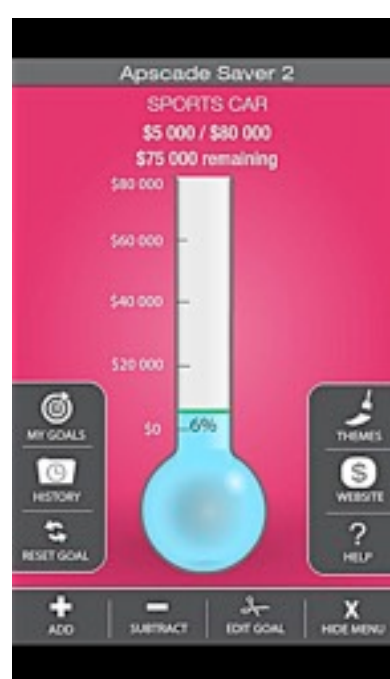 Apscade Saver 2
SPORTS CAR
$5 000 / $80 000
$75 000 remaining
$80 000
$60 000
$40 000
$20 000
$0
6%
MY GOALS
HISTORY
RESET GOAL
THEMES
S
WEBSITE
?
HELP
ADD
SUBTRACT
EDIT GOAL
X
HIDE MENU